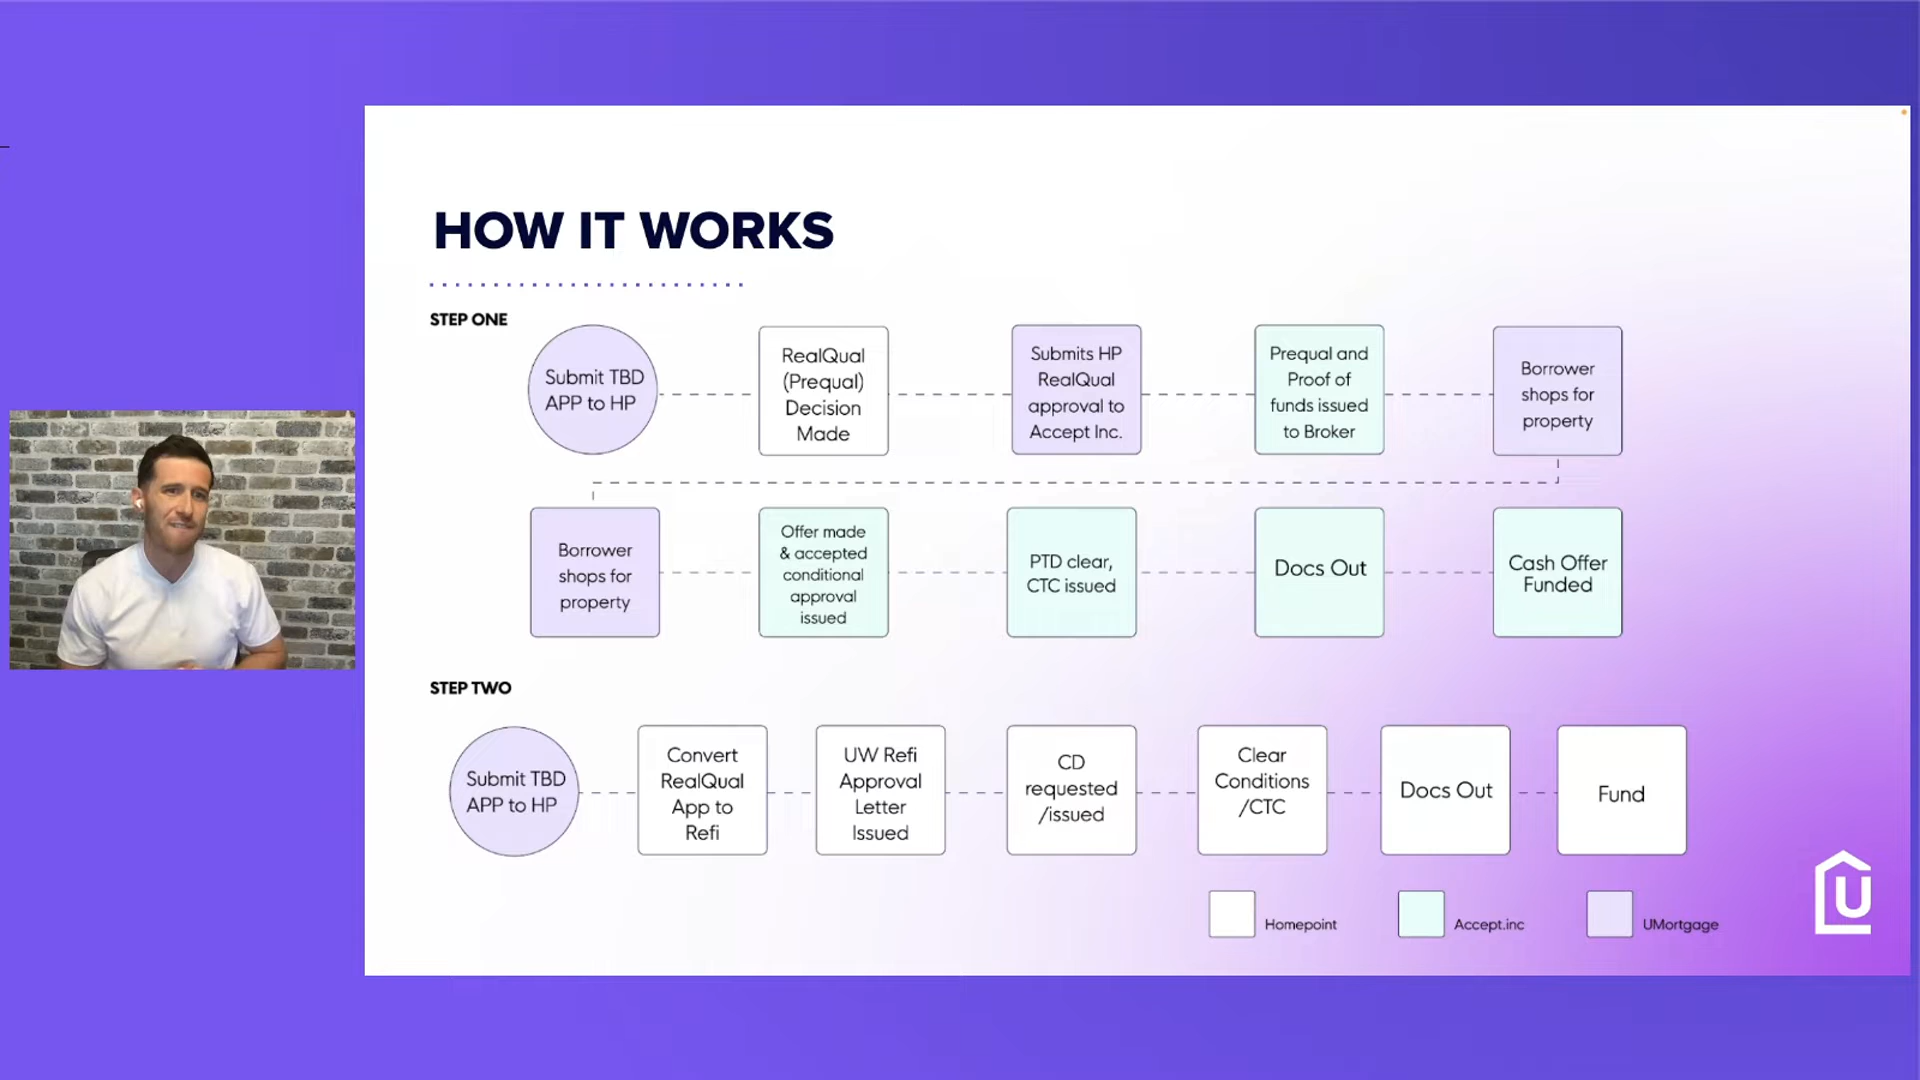 HOW IT WORKS
STEP ONE
Submit TBD
APP to HP
RealQual
(Prequal)
Decision
Made
Submits HP
RealQual
approval to
Accept Inc.
Prequal and
Proof of
funds issued
to Broker
Borrower
shops for
property
Borrower
shops for
property
Offer made
& accepted
conditional
approval
issued
PTD clear,
CTC issued
Docs Out
Cash Offer
Funded
STEP TWO
Submit TBD
APP to HP
Convert
RealQual
App to
Refi
UW Refi
Approval
Letter
Issued
CD
requested
/issued
Clear
Conditions
/CTC
Docs Out
Fund
Homepoint
Accept.inc
UMortgage
U